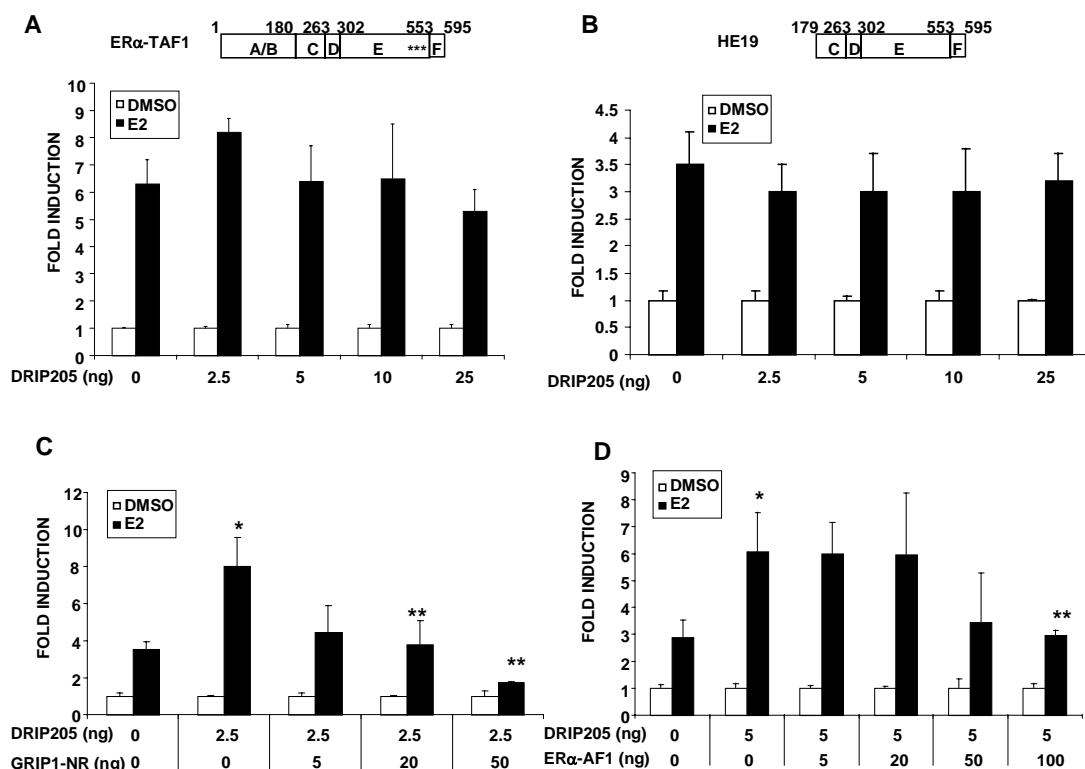 A
ERα-TAF1
1 180 263 302 553 595
A/B C D E *** F
DMSO
E2
FOLD INDUCTION
10
9
8
7
6
5
4
3
2
1
0
DRIP205 (ng) 0 2.5 5 10 25
B
HE19
179 263 302 553 595
C D E F
DMSO
E2
FOLD INDUCTION
4.5
4
3.5
3
2.5
2
1.5
1
0.5
0
DRIP205 (ng) 0 2.5 5 10 25
C
DMSO
E2
FOLD INDUCTION
12
10
8
6
4
2
0
*
**
**
DRIP205 (ng) 0 2.5 2.5 2.5 2.5
GRIP1-NR (ng) 0 0 5 20 50
D
DMSO
E2
FOLD INDUCTION
9
8
7
6
5
4
3
2
1
0
*
**
DRIP205 (ng) 0 5 5 5 5 5
ERα-AF1 (ng) 0 0 5 20 50 100